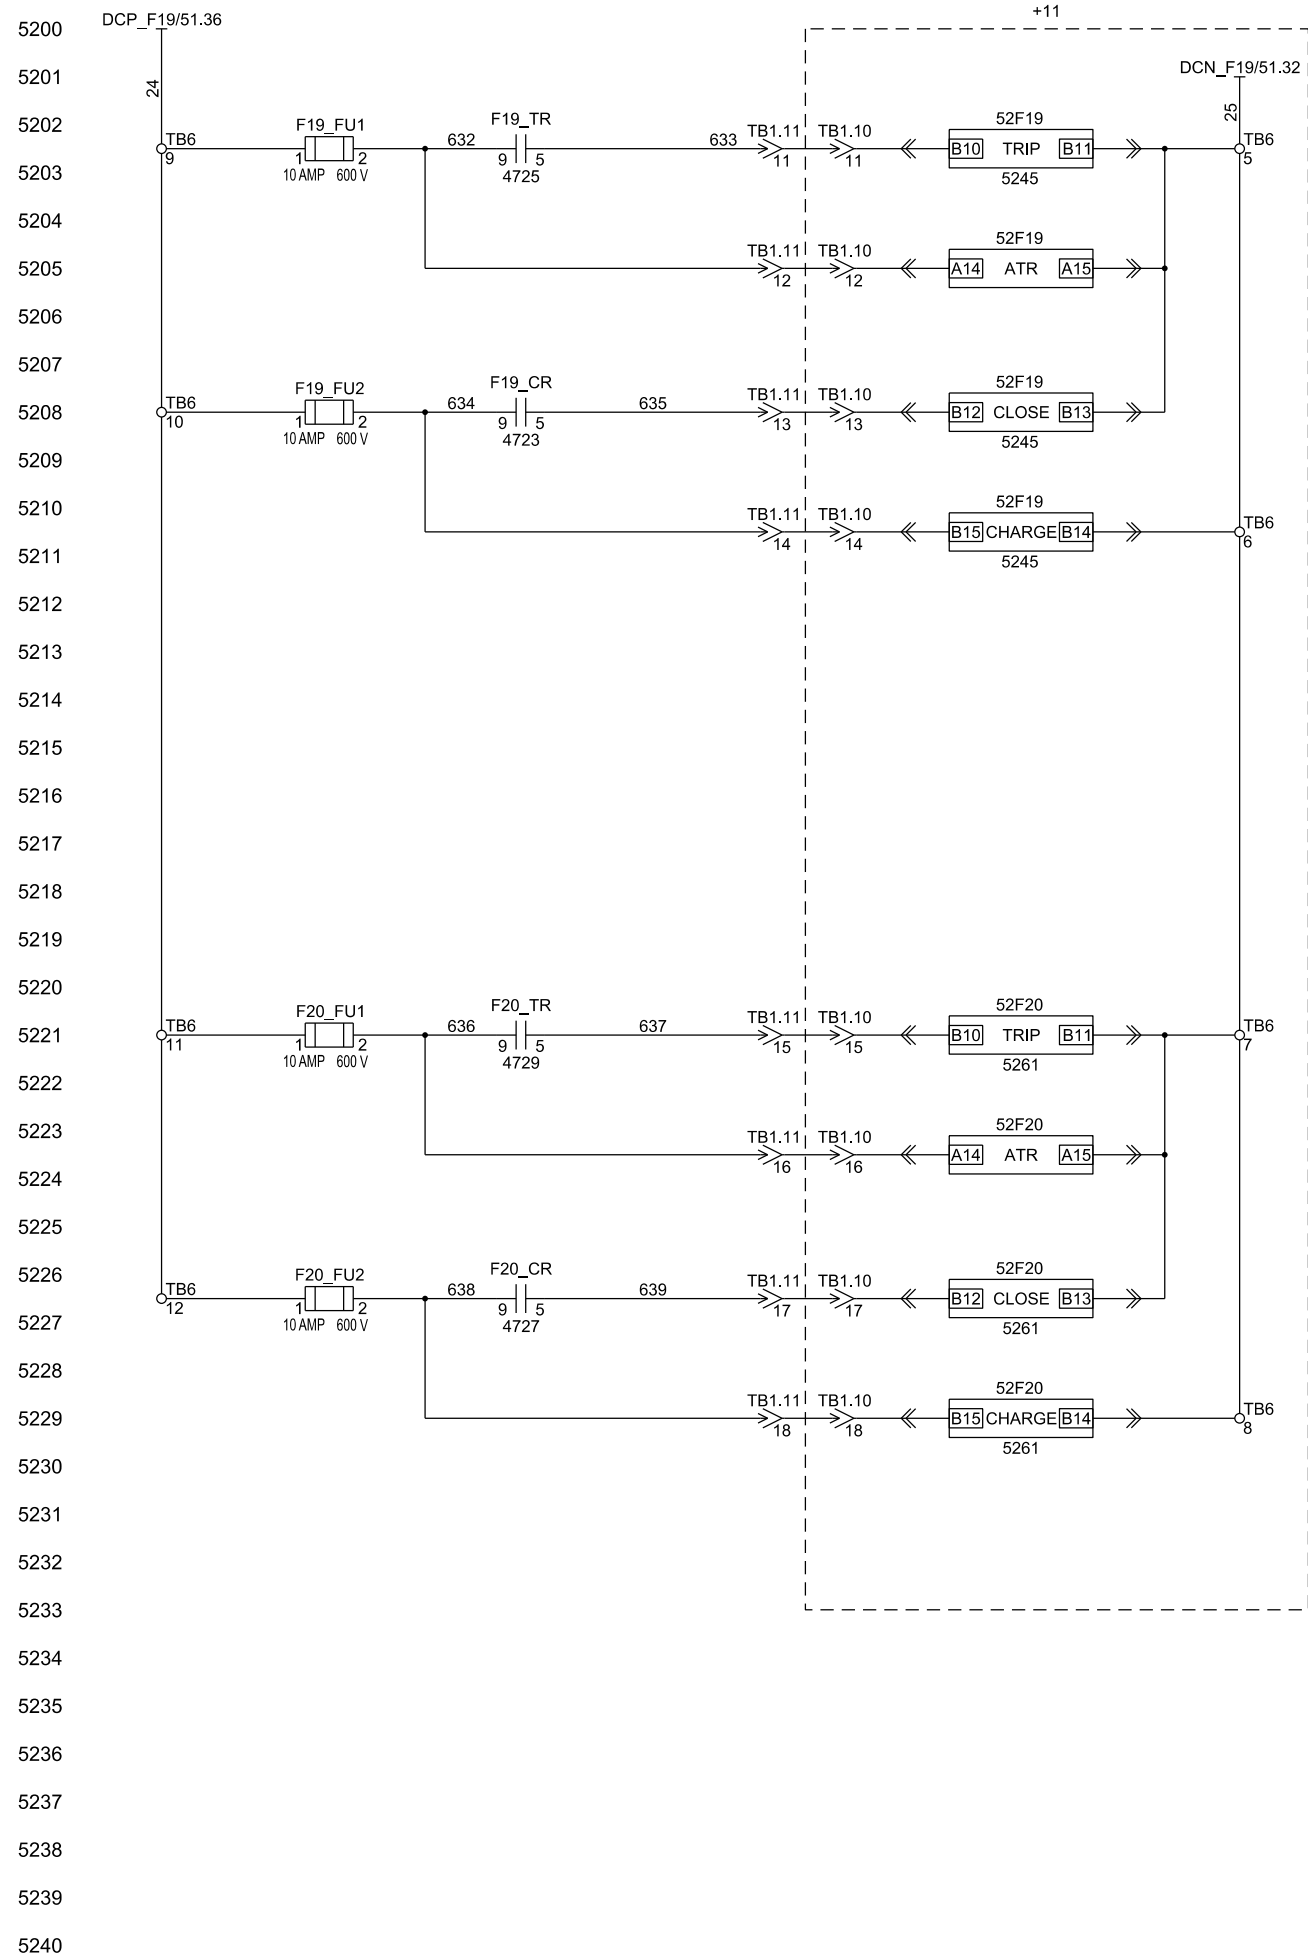 +11
5200 DCP_F19/51.36
5201 24 DCN_F19/51.32 25
5202 F19_FU1 F19_TR 52F19
TB6 632 633 TB1.11 TB1.10 B10 TRIP B11 TB6
9 1 2 9 5 11 11 5
5203 10 AMP 600 V 4725 5245
5204 52F19
TB1.11 TB1.10
5205 A14 ATR A15
12 12
5206
5207 F19_FU2 F19_CR 52F19
TB6 634 635 TB1.11 TB1.10
5208 B12 CLOSE B13
10 1 2 9 5 13 13
10 AMP 600 V 4723 5245
5209
5210 52F19
TB1.11 TB1.10 B15 CHARGE B14 TB6
14 14 6
5211 5245
5212
5213
5214
5215
5216
5217
5218
5219
5220 F20_FU1 F20_TR 52F20
TB6 636 637 TB1.11 TB1.10 TB6
5221 B10 TRIP B11
11 1 2 9 5 15 15 7
10 AMP 600 V 4729 5261
5222
5223 52F20
TB1.11 TB1.10 A14 ATR A15
16 16
5224
5225
5226 F20_FU2 F20_CR 52F20
TB6 638 639 TB1.11 TB1.10 B12 CLOSE B13
12 1 2 9 5 17 17
5227 10 AMP 600 V 4727 5261
5228 52F20
TB1.11 TB1.10 TB6
5229 B15 CHARGE B14
18 18 8
5261
5230
5231
5232
5233
5234
5235
5236
5237
5238
5239
5240